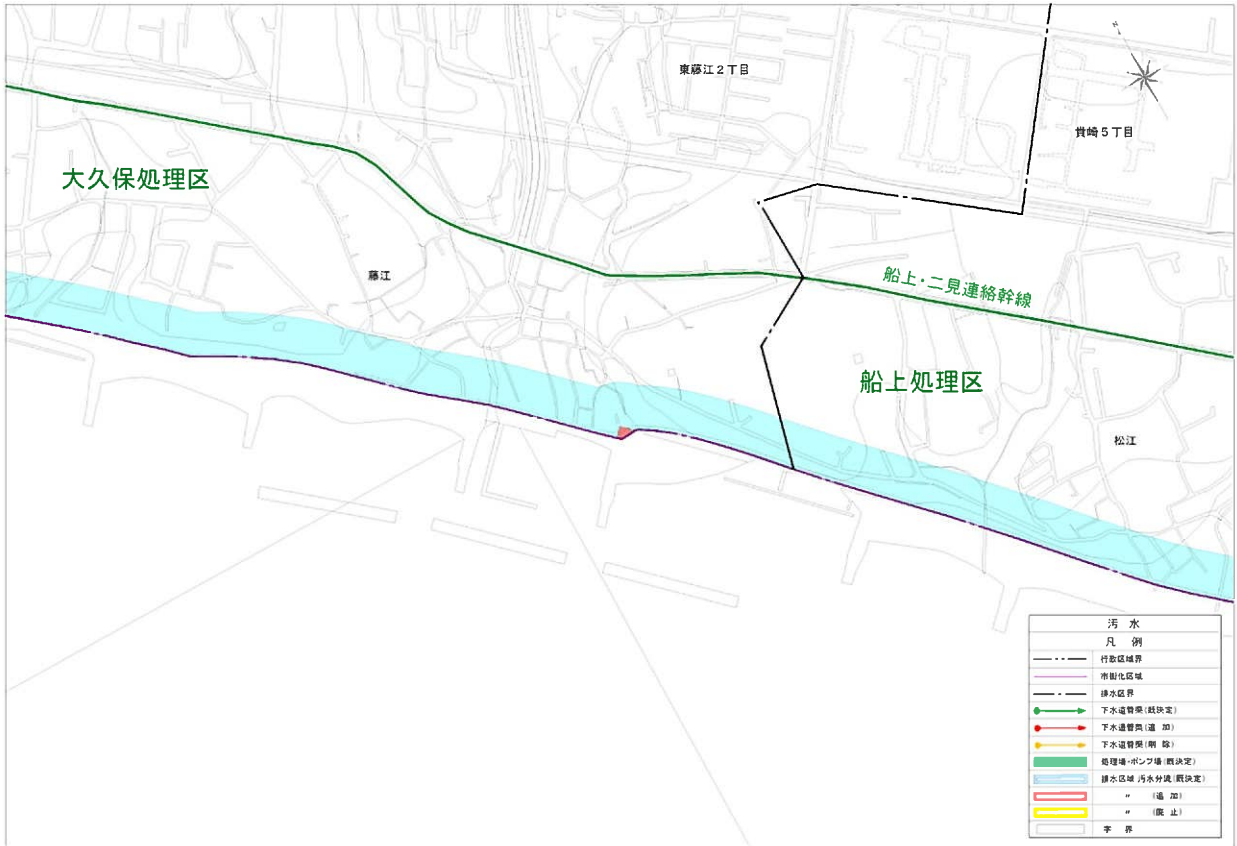 東藤江2丁目
貴崎5丁目
大久保処理区
藤江
船上・二見連絡幹線
船上処理区
松江
汚水
凡例
行政区域界
市街化区域
排水区界
下水道管渠(既決定)
下水道管渠(追加)
下水道管渠(削除)
処理場・ポンプ場(既決定)
排水区域 汚水分流(既決定)
〃 (追加)
〃 (廃止)
字界